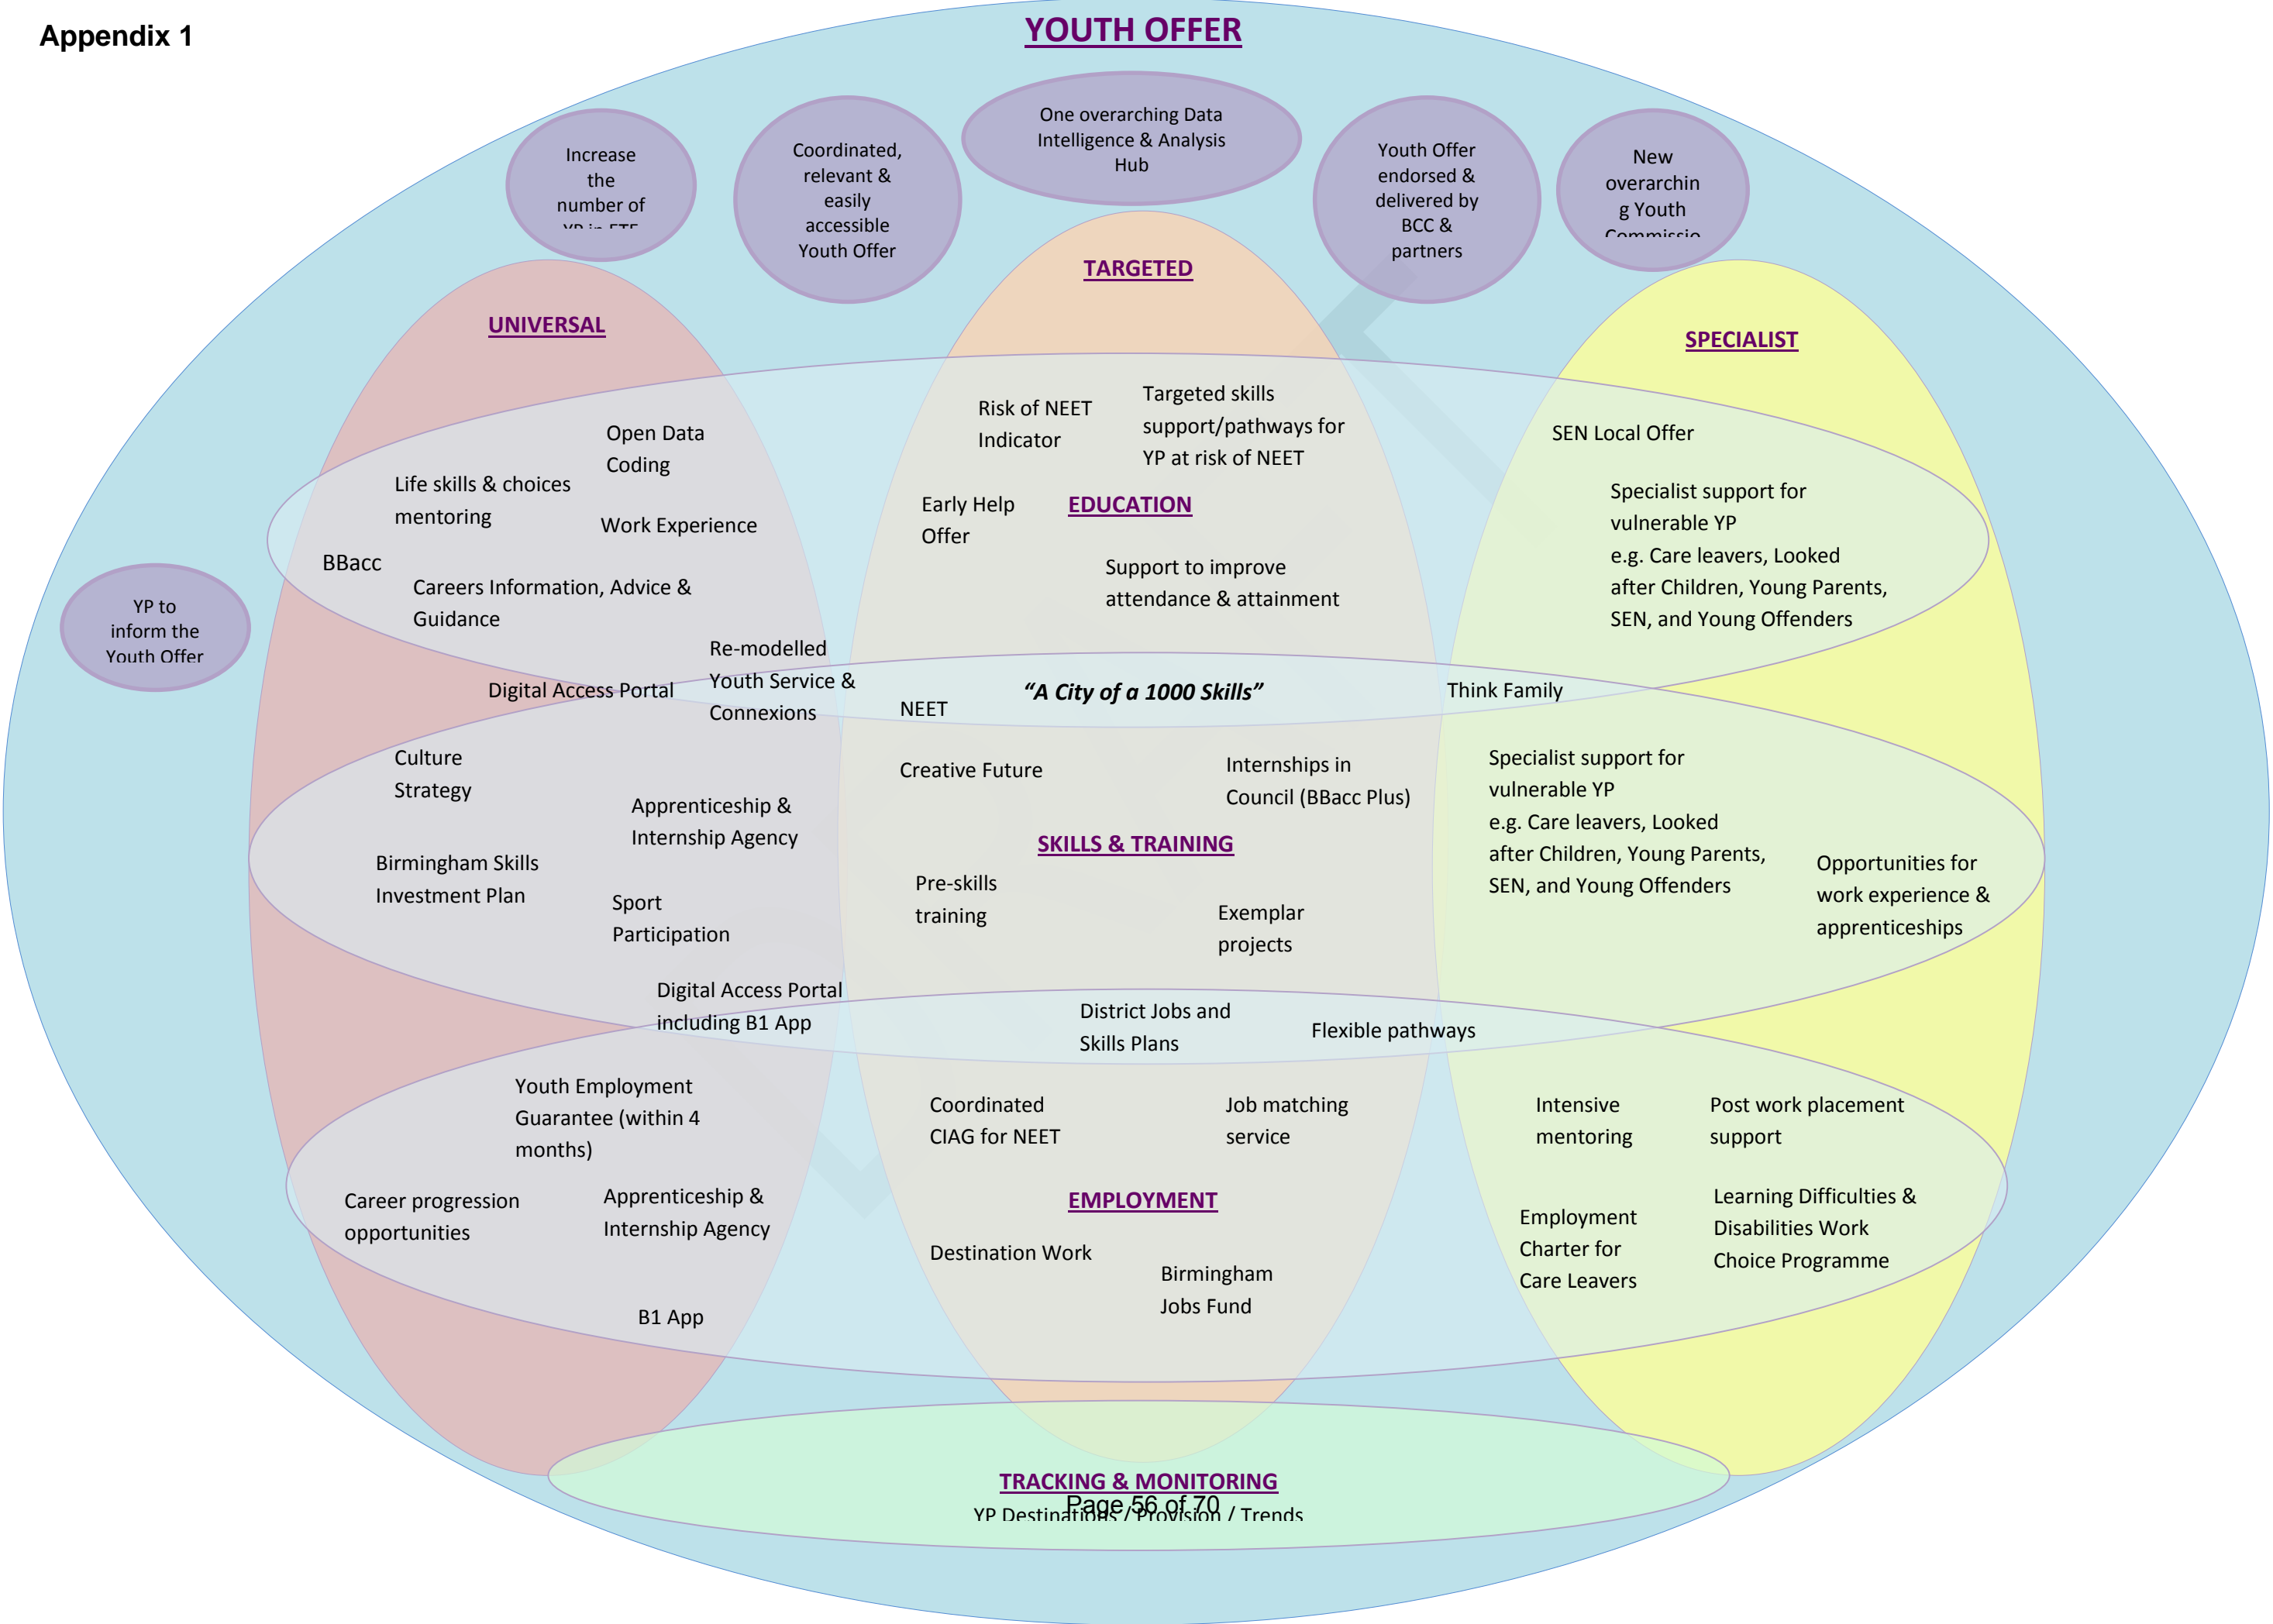 Appendix 1
YOUTH OFFER
Increase
the
number of
YP in ETE
Coordinated,
relevant &
easily
accessible
Youth Offer
One overarching Data
Intelligence & Analysis
Hub
Youth Offer
endorsed &
delivered by
BCC &
partners
New
overarchin
g Youth
Commissio
YP to
inform the
Youth Offer
UNIVERSAL
TARGETED
SPECIALIST
Open Data
Coding
Life skills & choices
mentoring
Work Experience
BBacc
Careers Information, Advice &
Guidance
Risk of NEET
Indicator
Targeted skills
support/pathways for
YP at risk of NEET
Early Help
Offer
EDUCATION
Support to improve
attendance & attainment
SEN Local Offer
Specialist support for
vulnerable YP
e.g. Care leavers, Looked
after Children, Young Parents,
SEN, and Young Offenders
Digital Access Portal
Re-modelled
Youth Service &
Connexions
NEET
“A City of a 1000 Skills”
Think Family
Culture
Strategy
Apprenticeship &
Internship Agency
Birmingham Skills
Investment Plan
Sport
Participation
Creative Future
Internships in
Council (BBacc Plus)
SKILLS & TRAINING
Pre-skills
training
Exemplar
projects
Specialist support for
vulnerable YP
e.g. Care leavers, Looked
after Children, Young Parents,
SEN, and Young Offenders
Opportunities for
work experience &
apprenticeships
Digital Access Portal
including B1 App
District Jobs and
Skills Plans
Flexible pathways
Youth Employment
Guarantee (within 4
months)
Career progression
opportunities
Apprenticeship &
Internship Agency
B1 App
Coordinated
CIAG for NEET
Job matching
service
EMPLOYMENT
Destination Work
Birmingham
Jobs Fund
Intensive
mentoring
Post work placement
support
Employment
Charter for
Care Leavers
Learning Difficulties &
Disabilities Work
Choice Programme
TRACKING & MONITORING
YP Destinations / Provision / Trends
Page 56 of 70